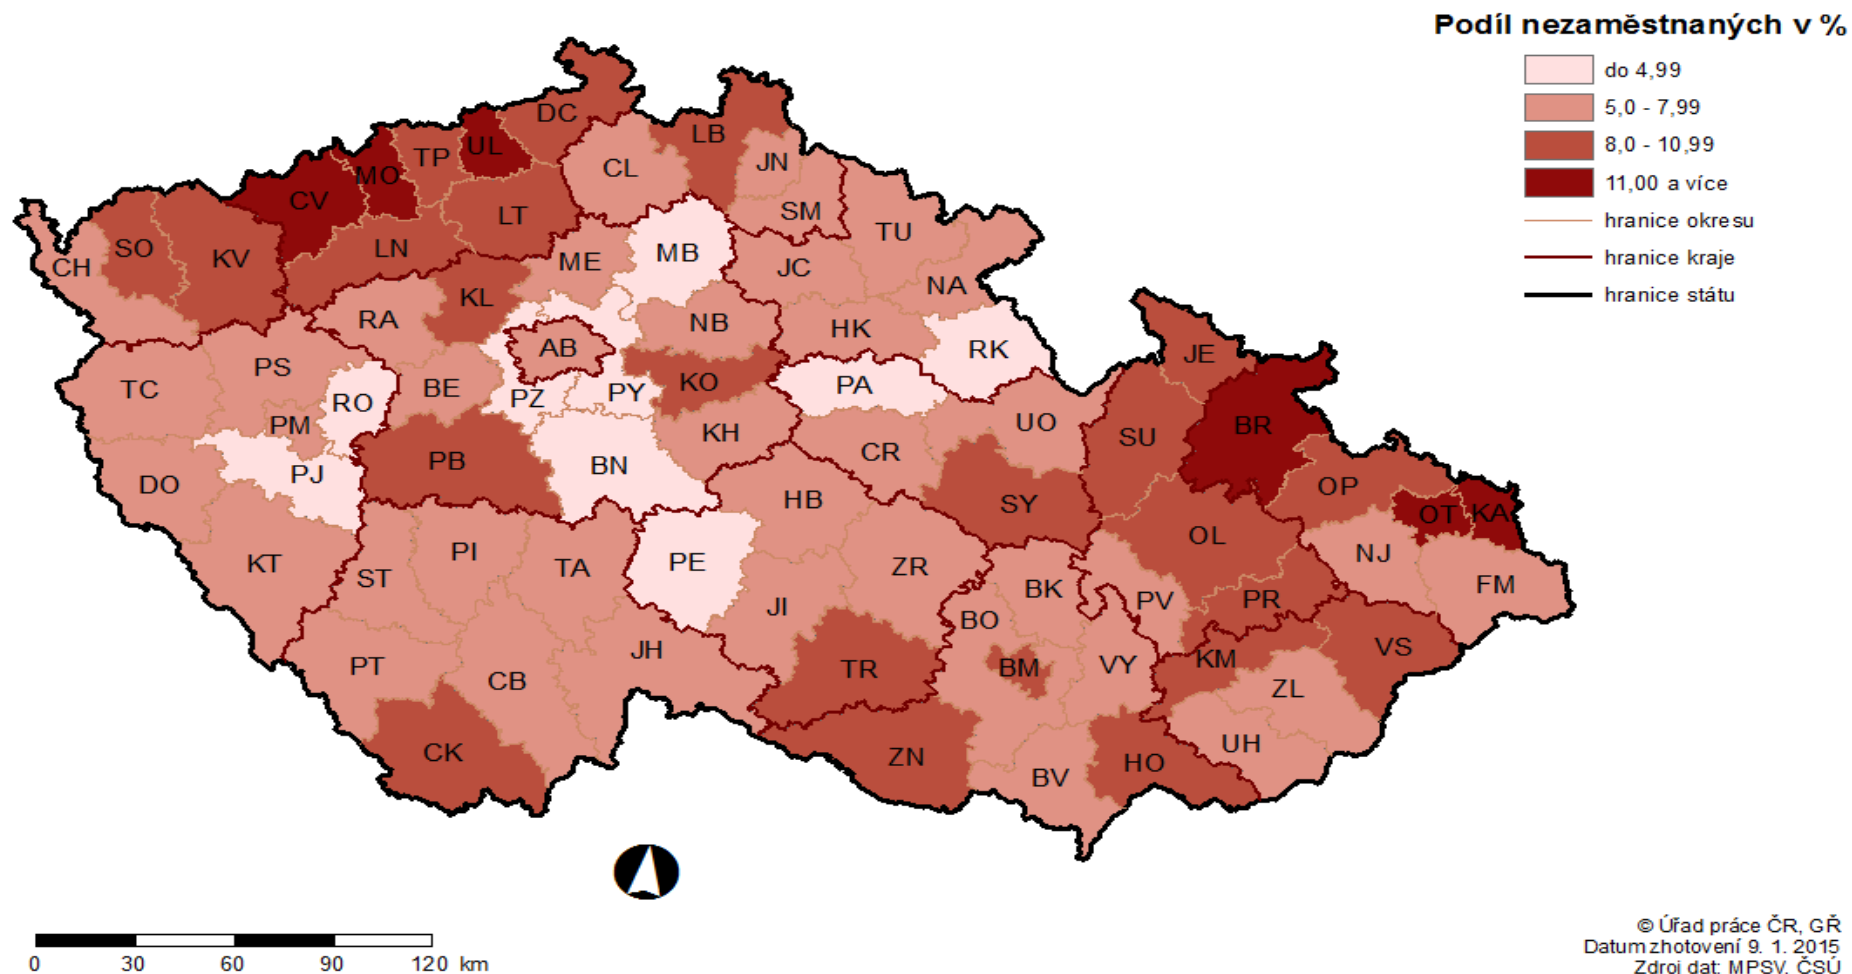 Podíl nezaměstnaných v %
do 4,99
5,0 - 7,99
8,0 - 10,99
11,00 a více
hranice okresu
hranice kraje
hranice státu
DC
LB
UL
TP
CL
JN
MO
CV
LT
SM
SO
KV
LN
TU
CH
ME
MB
JC
NA
KL
RA
NB
HK
AB
RK
JE
PS
TC
BE
RO
PZ
PY
KO
PA
PM
KH
UO
SU
BR
DO
PJ
PB
BN
CR
HB
SY
OP
OT
KA
KT
PI
ST
TA
PE
ZR
OL
NJ
FM
BK
JI
BO
PV
PR
PT
CB
JH
TR
BM
VY
KM
VS
ZL
CK
ZN
BV
HO
UH
0 30 60 90 120 km
© Úřad práce ČR, GŘ
Datum zhotovení 9. 1. 2015
Zdroj dat: MPSV, ČSÚ